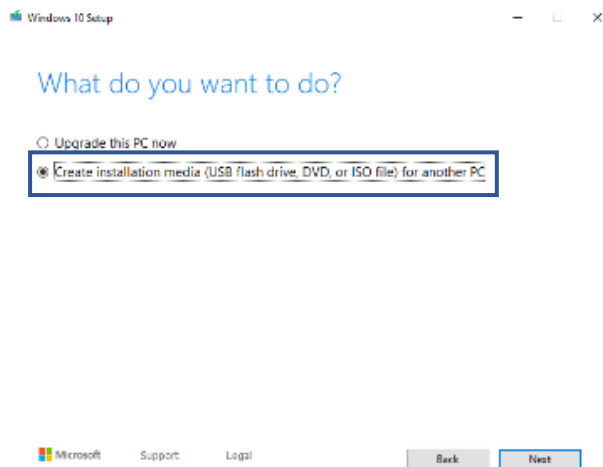 Windows 10 Setup
What do you want to do?
Upgrade this PC now
Create installation media (USB flash drive, DVD, or ISO file) for another PC
Microsoft Support Legal Back Next